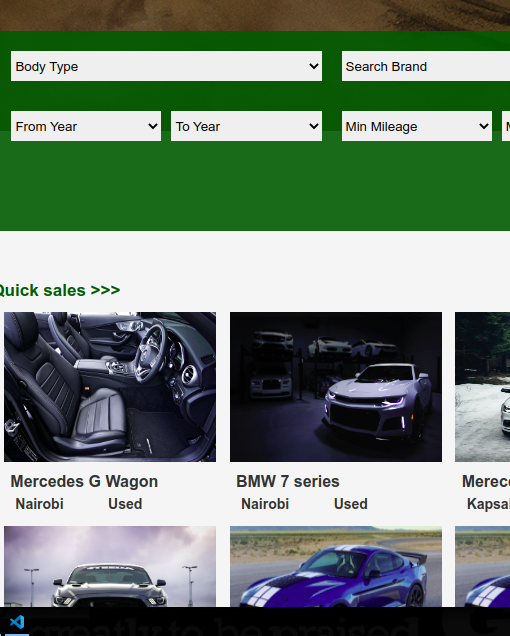 Body Type Search Brand
From Year To Year Min Mileage M
Quick sales >>>
Mercedes G Wagon BMW 7 series Merec
Nairobi Used Nairobi Used Kapsa